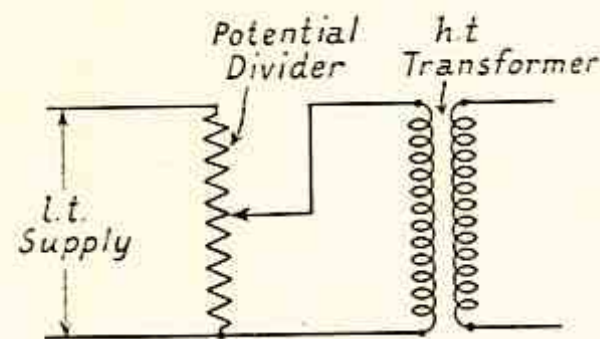 Potential
Divider
h.t
Transformer
l.t.
Supply